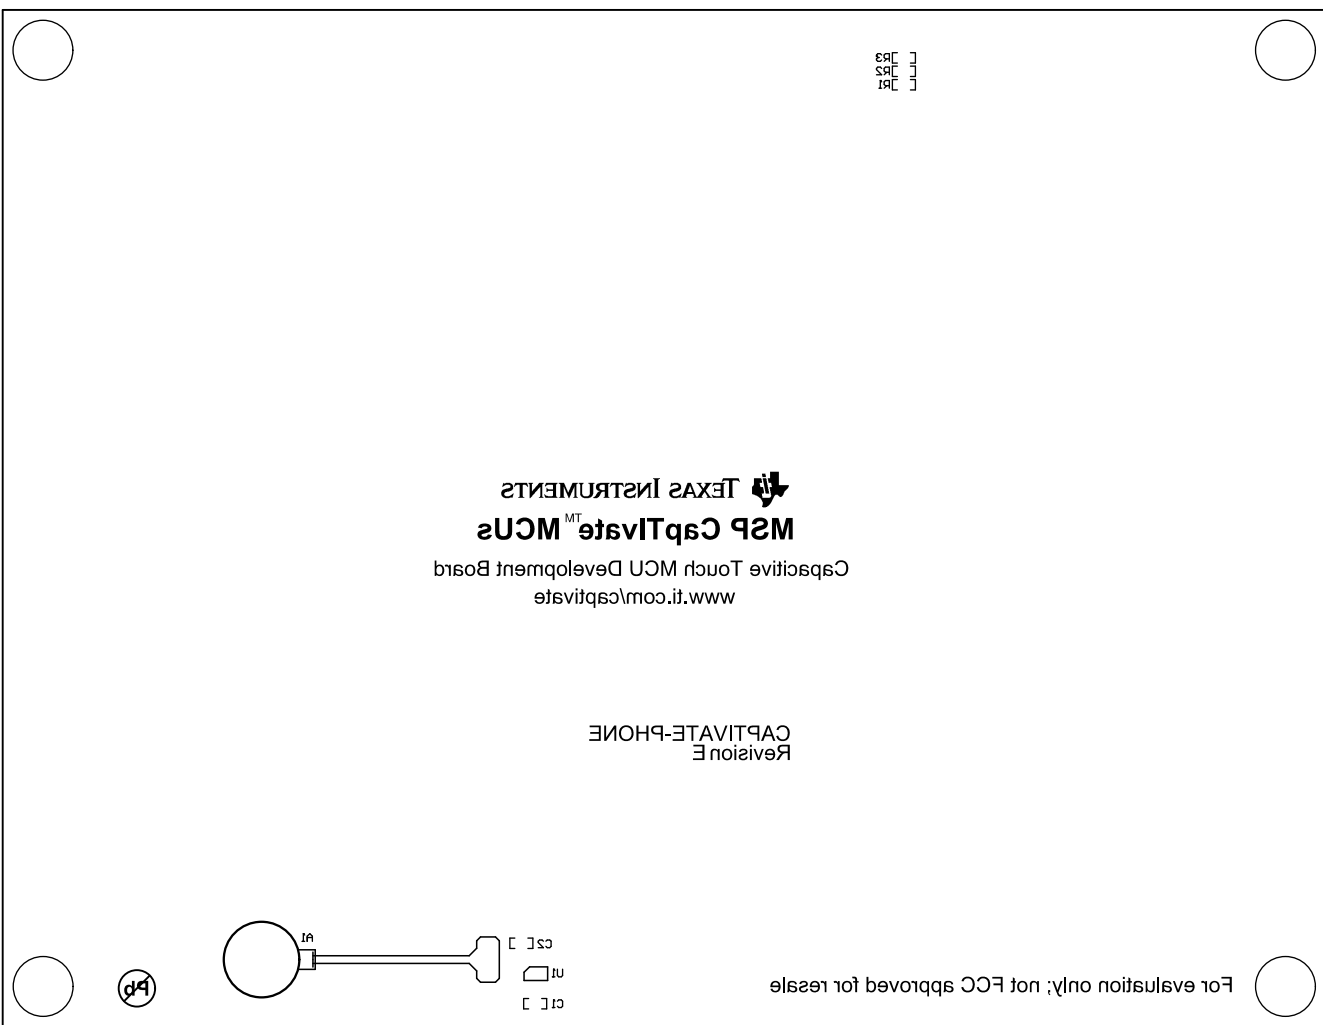 R3
R2
R1
ti TEXAS INSTRUMENTS
MSP CapTIvate™ MCUs
Capacitive Touch MCU Development Board
www.ti.com/captivate
CAPTIVATE-PHONE
Revision E
A1
C2
U1
C1
Pb
For evaluation only; not FCC approved for resale